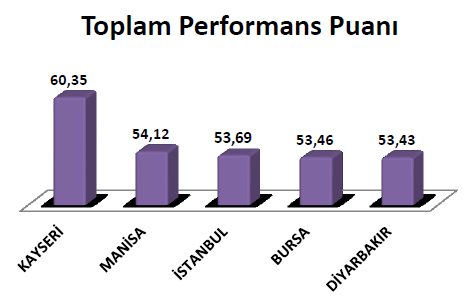 Toplam Performans Puanı
60,35
54,12
53,69
53,46
53,43
KAYSERİ
MANİSA
İSTANBUL
BURSA
DİYARBAKIR